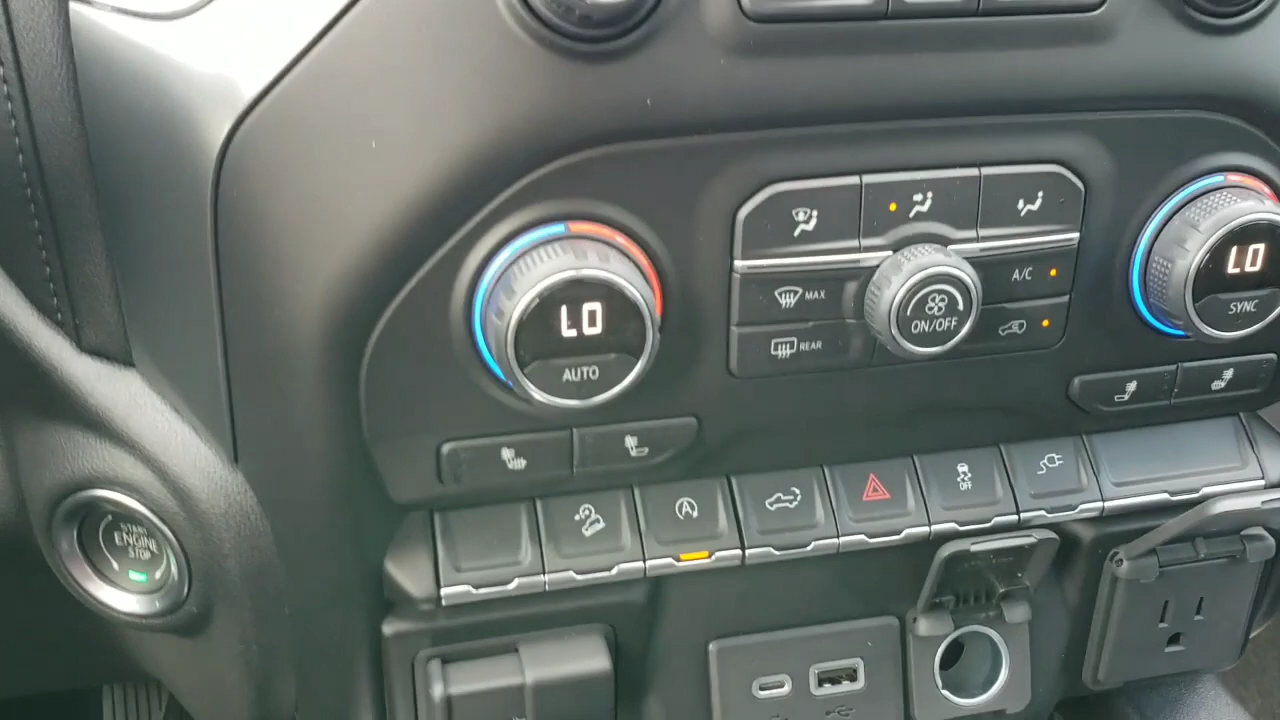 LO
AUTO
MAX
REAR
ON/OFF
A/C
LO
SYNC
START
ENGINE
STOP
A
OFF